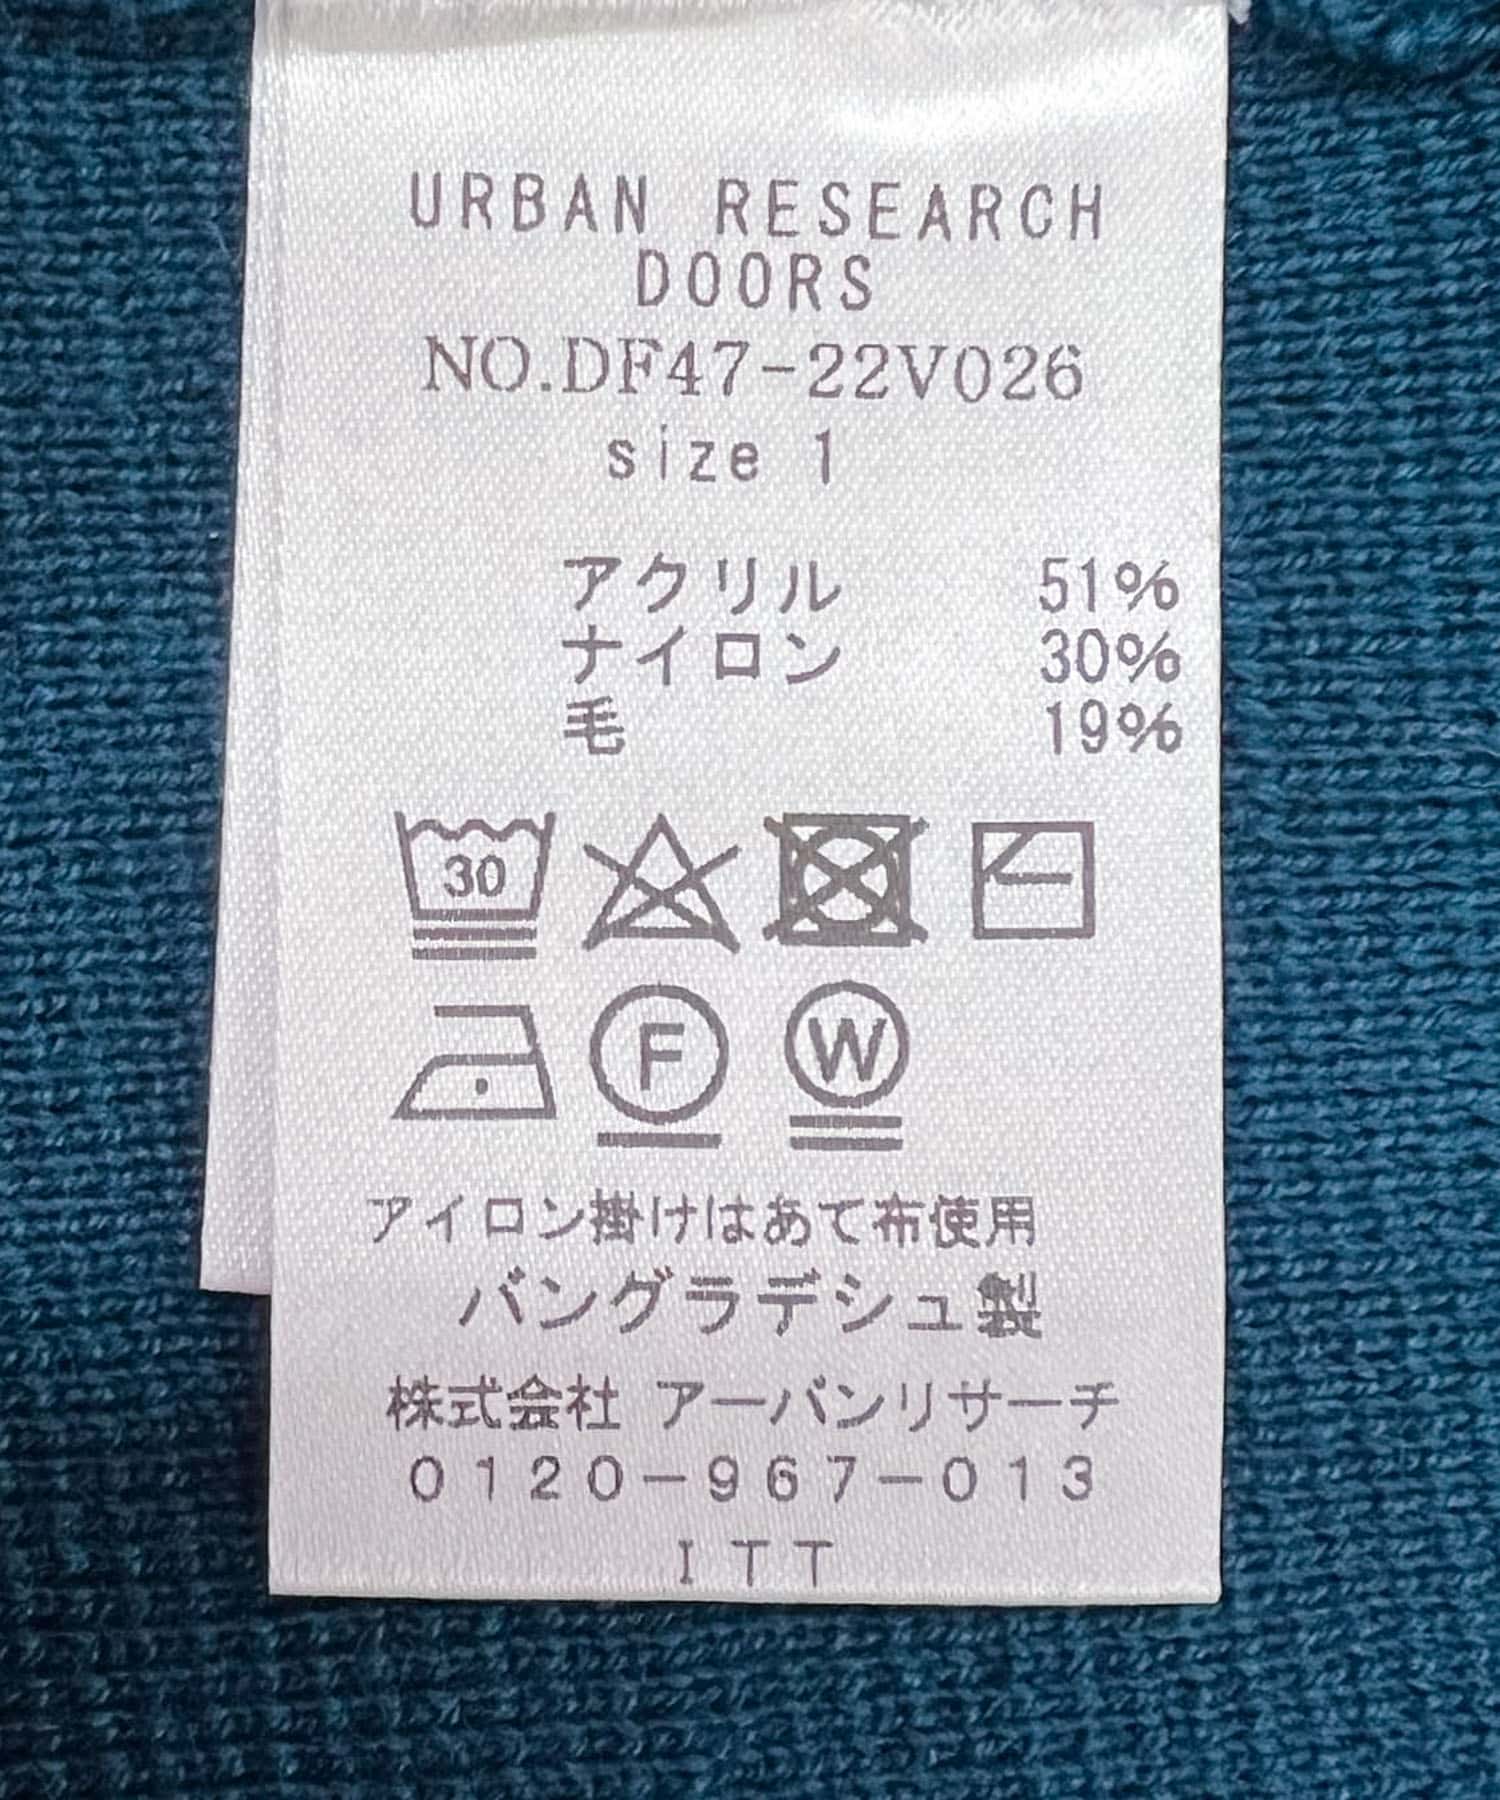 URBAN RESEARCH
DOORS
NO.DF47-22V026
size 1
アクリル 51%
ナイロン 30%
毛 19%
30
F W
アイロン掛けはあて布使用
バングラデシュ製
株式会社 アーバンリサーチ
0120-967-013
ITT